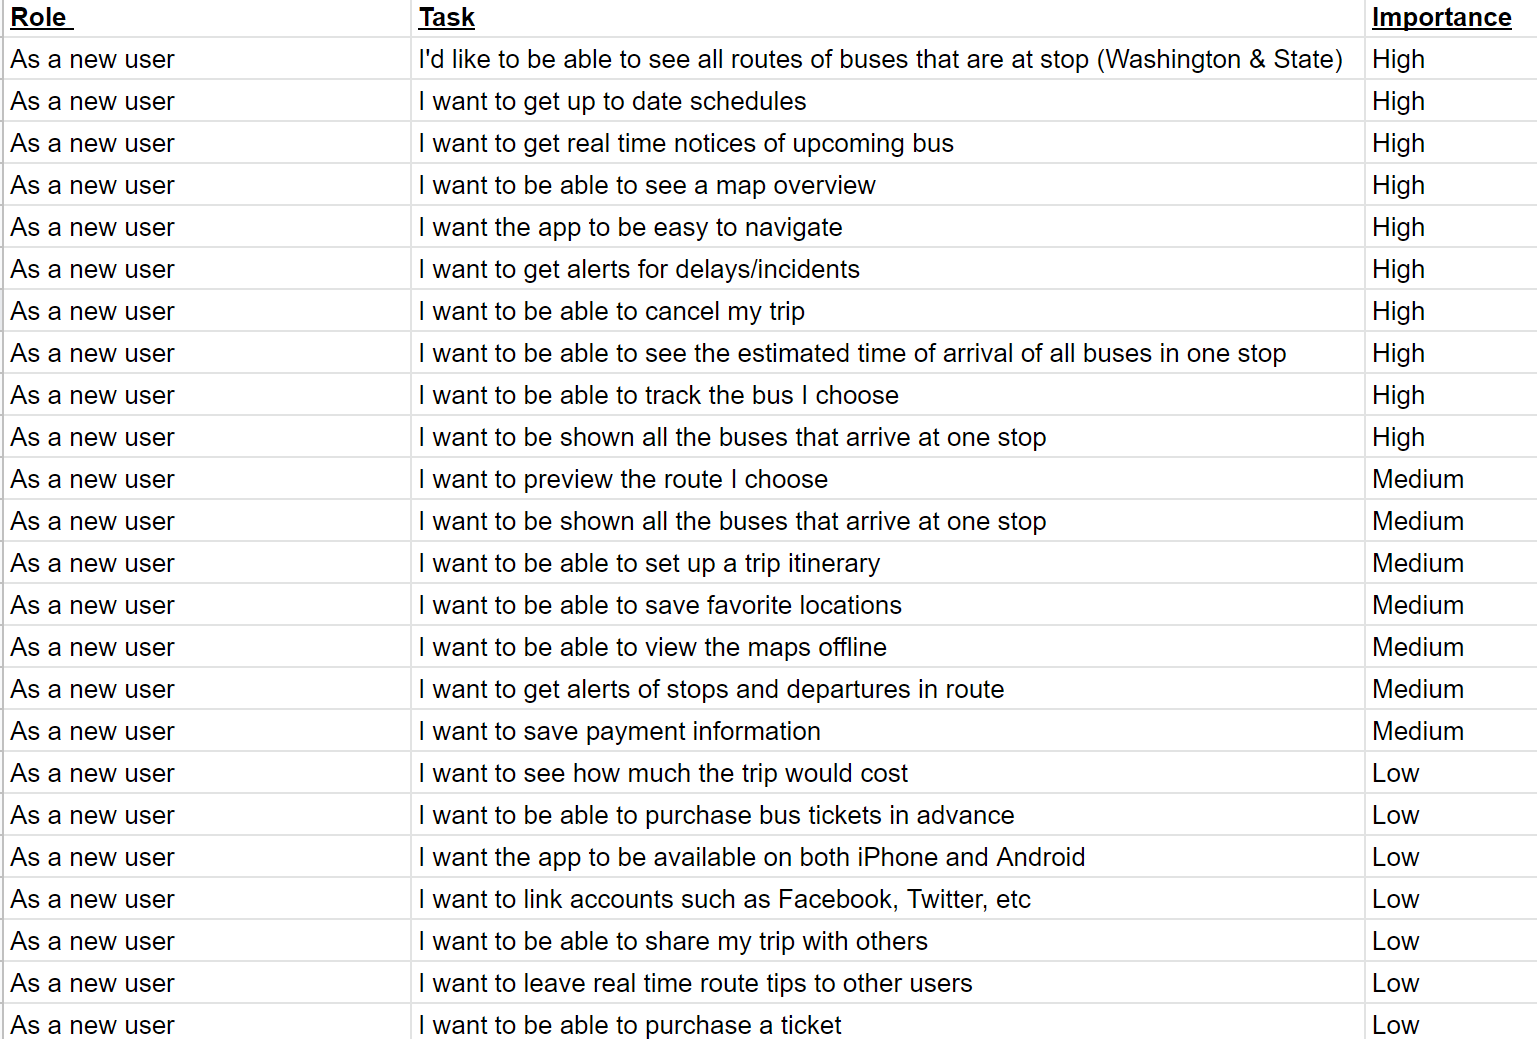 Role Task Importance
As a new user I'd like to be able to see all routes of buses that are at stop (Washington & State) High
As a new user I want to get up to date schedules High
As a new user I want to get real time notices of upcoming bus High
As a new user I want to be able to see a map overview High
As a new user I want the app to be easy to navigate High
As a new user I want to get alerts for delays/incidents High
As a new user I want to be able to cancel my trip High
As a new user I want to be able to see the estimated time of arrival of all buses in one stop High
As a new user I want to be able to track the bus I choose High
As a new user I want to be shown all the buses that arrive at one stop High
As a new user I want to preview the route I choose Medium
As a new user I want to be shown all the buses that arrive at one stop Medium
As a new user I want to be able to set up a trip itinerary Medium
As a new user I want to be able to save favorite locations Medium
As a new user I want to be able to view the maps offline Medium
As a new user I want to get alerts of stops and departures in route Medium
As a new user I want to save payment information Medium
As a new user I want to see how much the trip would cost Low
As a new user I want to be able to purchase bus tickets in advance Low
As a new user I want the app to be available on both iPhone and Android Low
As a new user I want to link accounts such as Facebook, Twitter, etc Low
As a new user I want to be able to share my trip with others Low
As a new user I want to leave real time route tips to other users Low
As a new user I want to be able to purchase a ticket Low